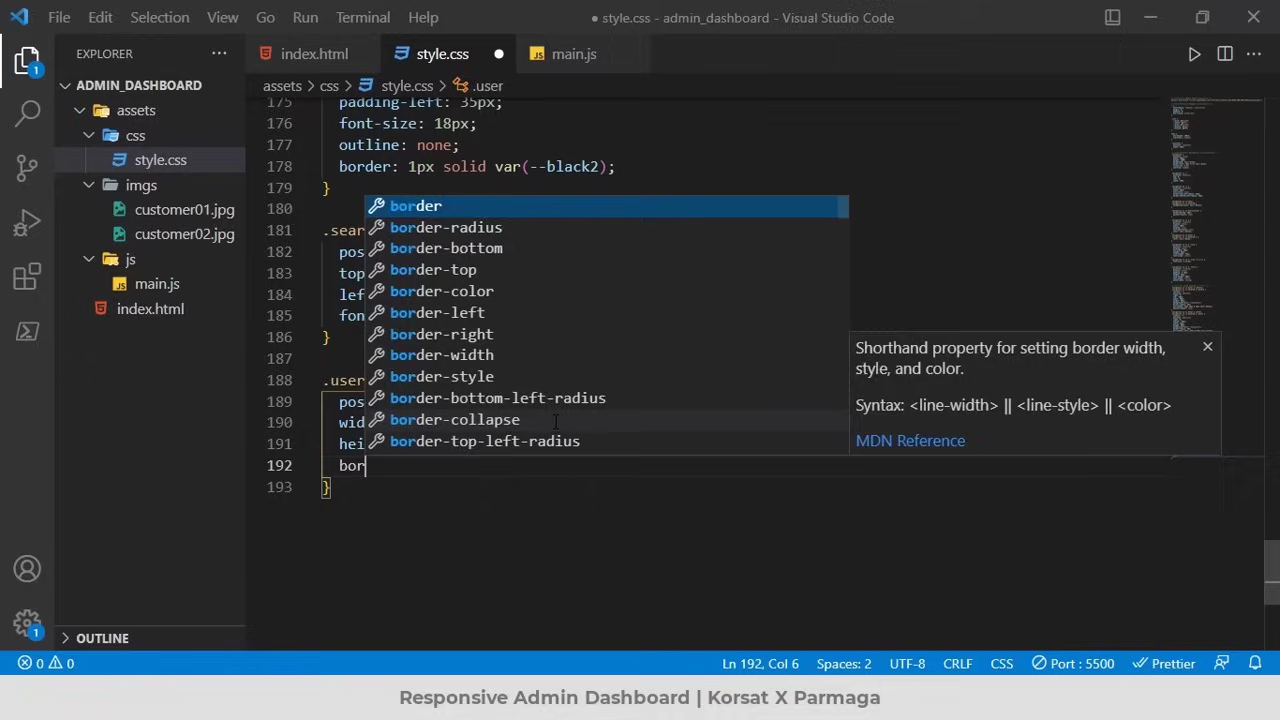 File Edit Selection View Go Run Terminal Help
● style.css - admin_dashboard - Visual Studio Code
EXPLORER
ADMIN_DASHBOARD
assets
css
style.css
imgs
customer01.jpg
customer02.jpg
js
main.js
index.html
OUTLINE
1
1
index.html
style.css
main.js
assets > css > style.css > .user
175 padding-left: 35px;
176 font-size: 18px;
177 outline: none;
178 border: 1px solid var(--black2);
179 }
180
181 .sear
182 pos
183 top
184 lef
185 fon
186 }
187
188 .user
189 pos
190 wid
191 hei
192 bor
193 }
border
border-radius
border-bottom
border-top
border-color
border-left
border-right
border-width
border-style
border-bottom-left-radius
border-collapse
border-top-left-radius
Shorthand property for setting border width,
style, and color.
Syntax: <line-width> || <line-style> || <color>
MDN Reference
0 0
Ln 192, Col 6 Spaces: 2 UTF-8 CRLF CSS Port : 5500 Prettier
Responsive Admin Dashboard | Korsat X Parmaga